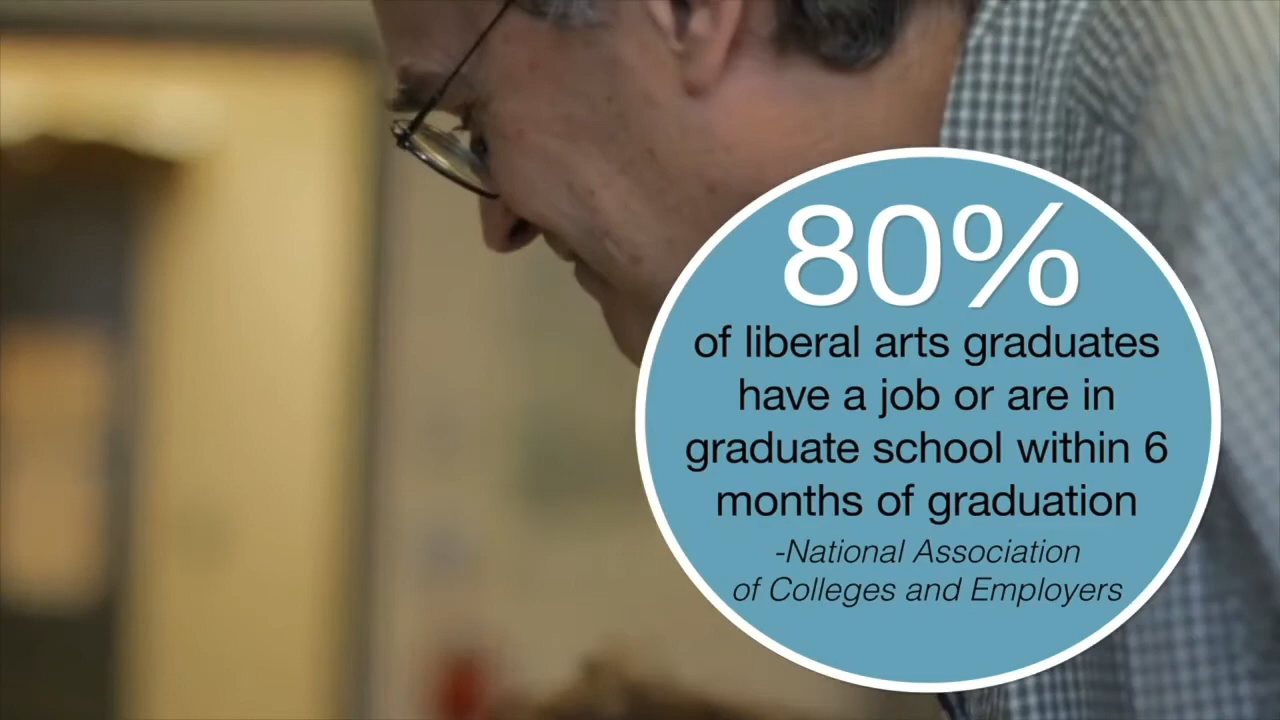 80%
of liberal arts graduates
have a job or are in
graduate school within 6
months of graduation
-National Association
of Colleges and Employers